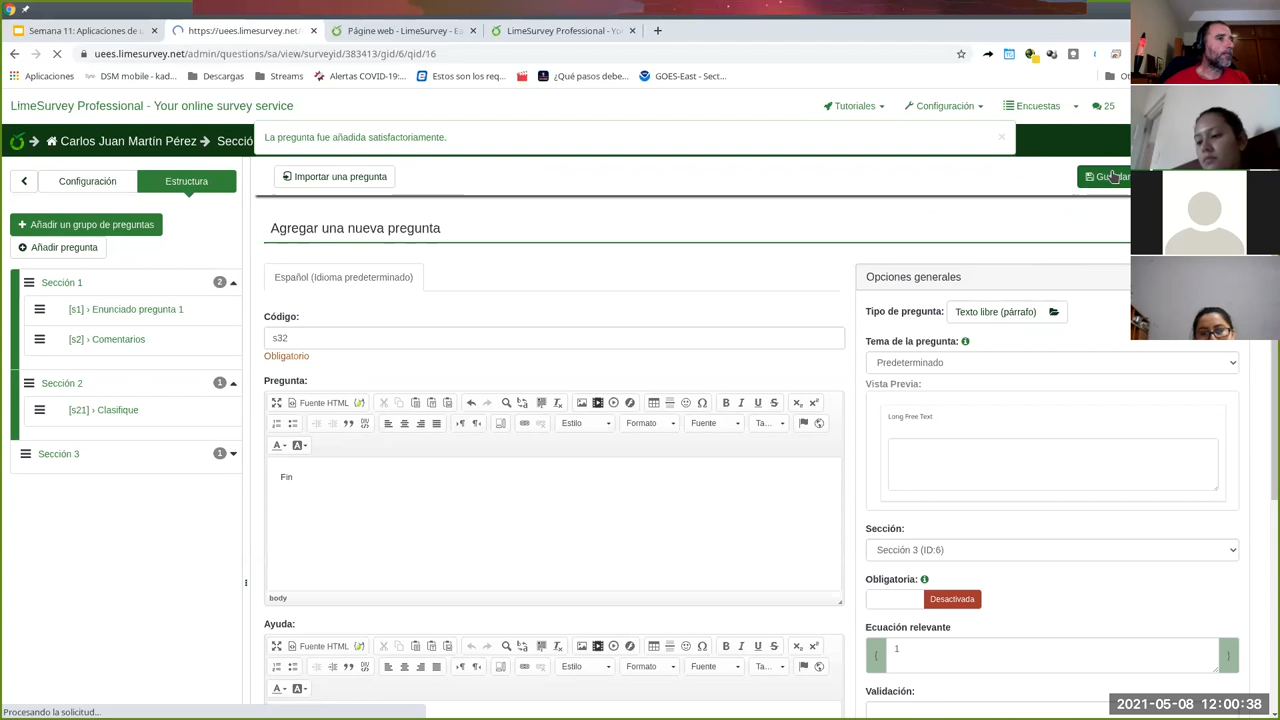 Semana 11: Aplicaciones de u
https://uees.limesurvey.net/
Págine web - LimeSurvey - Ea
LimeSurvey Professional - You
uees.limesurvey.net/admin/questions/sa/view/surveyid/383413/gid/6/qid/16
Aplicaciones
DSM mobile - kad...
Descargas
Streams
Alertas COVID-19:...
Estos son los req...
¿Qué pasos debe...
GOES-East - Sect...
LimeSurvey Professional - Your online survey service
Tutoriales
Configuración
Encuestas
25
Carlos Juan Martín Pérez
Secció
La pregunta fue añadida satisfactoriamente.
×
Configuración
Estructura
Importar una pregunta
Guardar
Añadir un grupo de preguntas
Añadir pregunta
Sección 1
2
[s1] › Enunciado pregunta 1
[s2] › Comentarios
Sección 2
1
[s21] › Clasifique
Sección 3
1
Agregar una nueva pregunta
Español (Idioma predeterminado)
Código:
s32
Obligatorio
Pregunta:
Fuente HTML
Estilo
Formato
Fuente
Ta...
Fin
body
Ayuda:
Fuente HTML
Estilo
Formato
Fuente
Ta...
Opciones generales
Tipo de pregunta:
Texto libre (párrafo)
Tema de la pregunta:
Predeterminado
Vista Previa:
Long Free Text
Sección:
Sección 3 (ID:6)
Obligatoria:
Desactivada
Ecuación relevante
{
1
}
Validación:
Procesando la solicitud...
2021-05-08 12:00:38